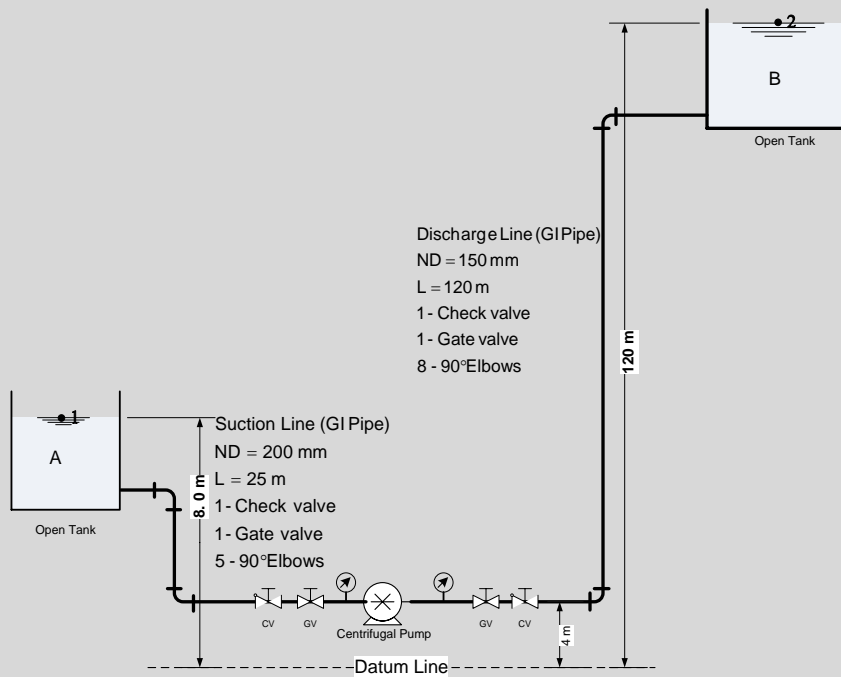 2
B
Open Tank
Discharge Line (GI Pipe)
ND = 150 mm
L = 120 m
1 - Check valve
1 - Gate valve
8 - 90°Elbows
120 m
1
A
Open Tank
8. 0 m
Suction Line (GI Pipe)
ND = 200 mm
L = 25 m
1 - Check valve
1 - Gate valve
5 - 90°Elbows
CV
GV
Centrifugal Pump
GV
CV
4 m
Datum Line